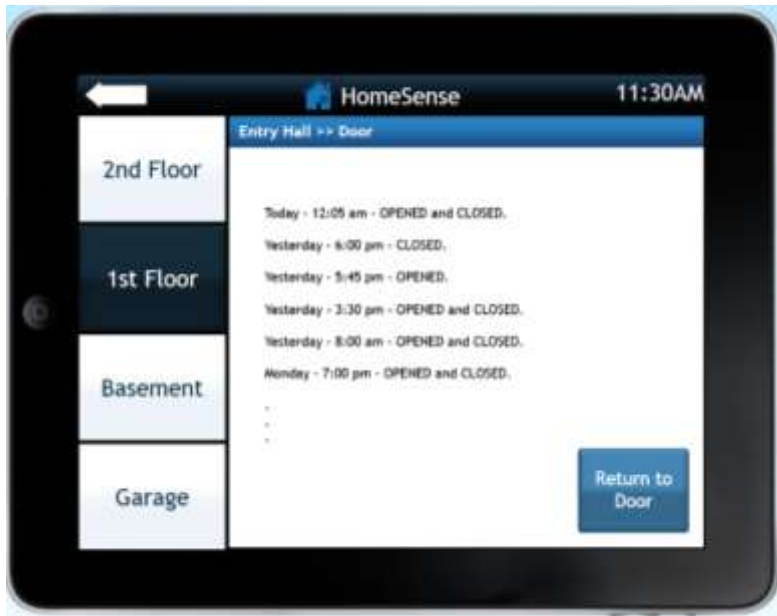 HomeSense
11:30AM
Entry Hall >> Door
2nd Floor
1st Floor
Basement
Garage
Today - 12:05 am - OPENED and CLOSED.
Yesterday - 6:00 pm - CLOSED.
Yesterday - 5:45 pm - OPENED.
Yesterday - 3:30 pm - OPENED and CLOSED.
Yesterday - 8:00 am - OPENED and CLOSED.
Monday - 7:00 pm - OPENED and CLOSED.
.
.
.
Return to
Door